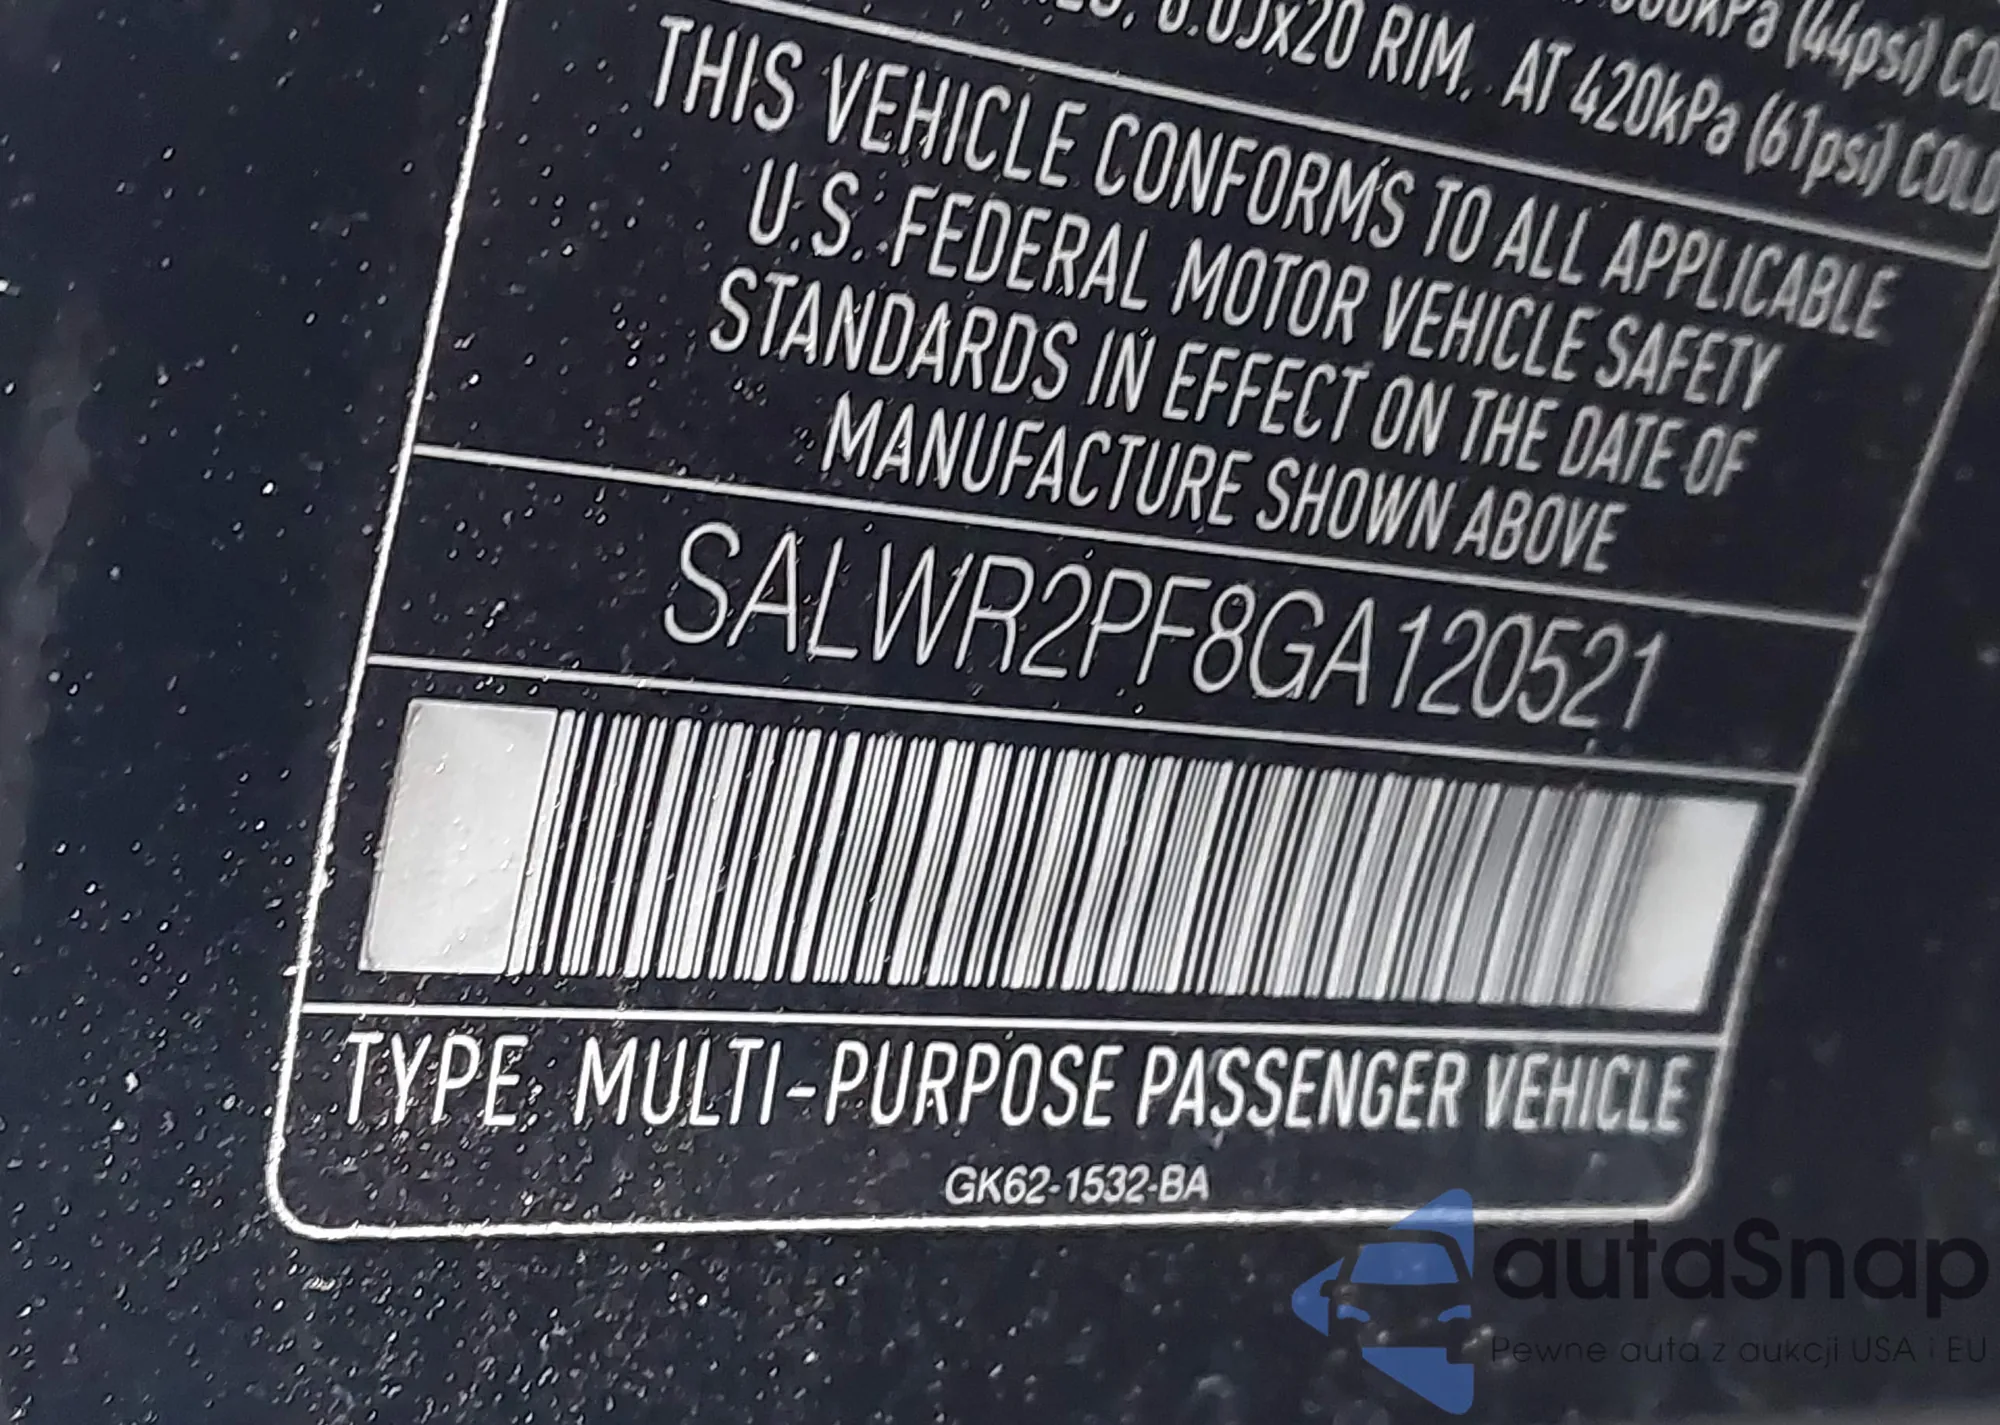 (44psi)
RIM, AT 420kPa (61psi) COLD
THIS VEHICLE CONFORMS TO ALL APPLICABLE
U.S. FEDERAL MOTOR VEHICLE SAFETY
STANDARDS IN EFFECT ON THE DATE OF
MANUFACTURE SHOWN ABOVE
SALWR2PF8GA120521
TYPE: MULTI-PURPOSE PASSENGER VEHICLE
GK62-1532-BA
autaSnap
Pewne auta z aukcji USA i EU